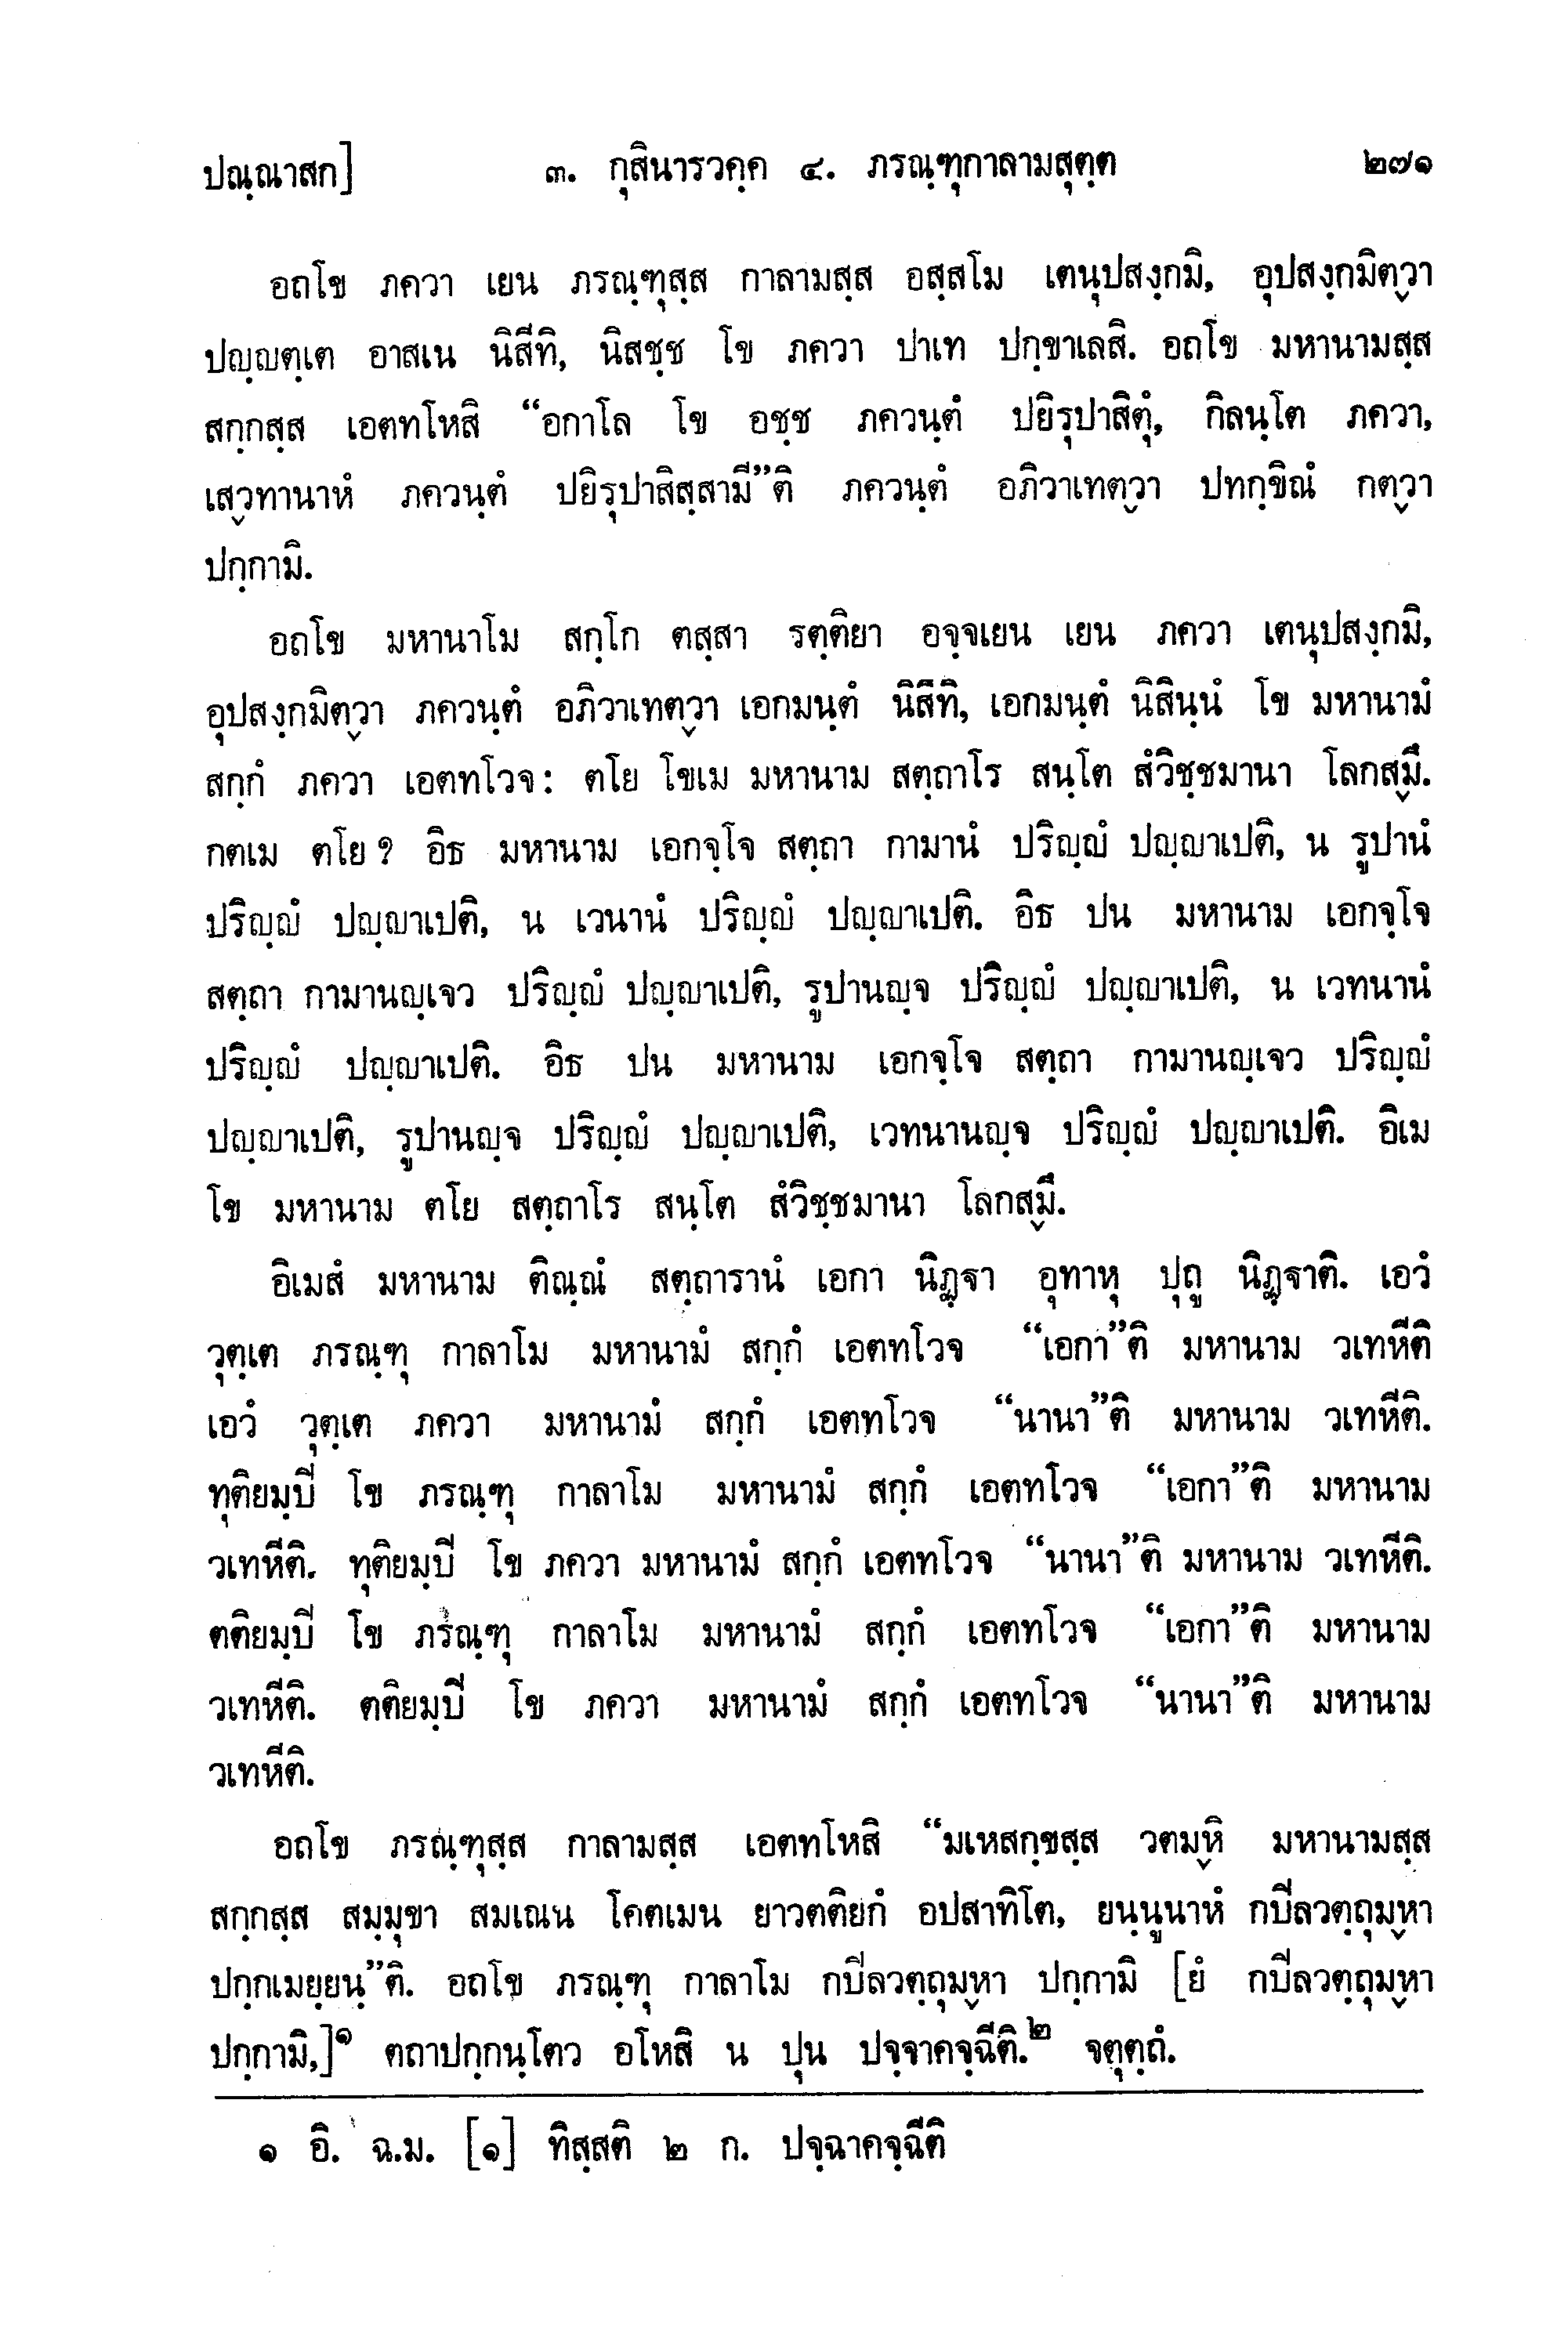 ปณฺณาสก] ๓. กุสินารวคฺค ๔. ภรณฺฑุกาลามสุตฺต ๒๗๑
อถโข ภควา เยน ภรณฺฑุสฺส กาลามสฺส อสฺสโม เตนุปสงฺกมิ, อุปสงฺกมิตฺวา
ปญฺญตฺเต อาสเน นิสีทิ, นิสชฺช โข ภควา ปาเท ปกฺขาเลสิ. อถโข มหานามสฺส
สกฺกสฺส เอตทโหสิ “อกาโล โข อชฺช ภควนฺตํ ปยิรุปาสิตุํ, กิลนฺโต ภควา,
เสฺวทานาหํ ภควนฺตํ ปยิรุปาสิสฺสามี”ติ ภควนฺตํ อภิวาเทตฺวา ปทกฺขิณํ กตฺวา
ปกฺกามิ.
อถโข มหานาโม สกฺโก ตสฺสา รตฺติยา อจฺจเยน เยน ภควา เตนุปสงฺกมิ,
อุปสงฺกมิตฺวา ภควนฺตํ อภิวาเทตฺวา เอกมนฺตํ นิสีทิ, เอกมนฺตํ นิสินฺนํ โข มหานามํ
สกฺกํ ภควา เอตทโวจ: ตโย โขเม มหานาม สตฺถาโร สนฺโต สํวิชฺชมานา โลกสฺมึ.
กตเม ตโย? อิธ มหานาม เอกจฺโจ สตฺถา กามานํ ปริญฺญํ ปญฺญาเปติ, น รูปานํ
ปริญฺญํ ปญฺญาเปติ, น เวนานํ ปริญฺญํ ปญฺญาเปติ. อิธ ปน มหานาม เอกจฺโจ
สตฺถา กามานญฺเจว ปริญฺญํ ปญฺญาเปติ, รูปานญฺจ ปริญฺญํ ปญฺญาเปติ, น เวทนานํ
ปริญฺญํ ปญฺญาเปติ. อิธ ปน มหานาม เอกจฺโจ สตฺถา กามานญฺเจว ปริญฺญํ
ปญฺญาเปติ, รูปานญฺจ ปริญฺญํ ปญฺญาเปติ, เวทนานญฺจ ปริญฺญํ ปญฺญาเปติ. อิเม
โข มหานาม ตโย สตฺถาโร สนฺโต สํวิชฺชมานา โลกสฺมึ.
อิเมสํ มหานาม ติณฺณํ สตฺถารานํ เอกา นิฏฺฐา อุทาหุ ปุถู นิฏฺฐาติ. เอวํ
วุตฺเต ภรณฺฑุ กาลาโม มหานามํ สกฺกํ เอตทโวจ “เอกา”ติ มหานาม วเทหีติ
เอวํ วุตฺเต ภควา มหานามํ สกฺกํ เอตทโวจ “นานา”ติ มหานาม วเทหีติ.
ทุติยมฺปี โข ภรณฺฑุ กาลาโม มหานามํ สกฺกํ เอตทโวจ “เอกา”ติ มหานาม
วเทหีติ. ทุติยมฺปี โข ภควา มหานามํ สกฺกํ เอตทโวจ “นานา”ติ มหานาม วเทหีติ.
ตติยมฺปี โข ภรณฺฑุ กาลาโม มหานามํ สกฺกํ เอตทโวจ “เอกา”ติ มหานาม
วเทหีติ. ตติยมฺปี โข ภควา มหานามํ สกฺกํ เอตทโวจ “นานา”ติ มหานาม
วเทหีติ.
อถโข ภรณฺฑุสฺส กาลามสฺส เอตทโหสิ “มเหสกฺขสฺส วตมฺหิ มหานามสฺส
สกฺกสฺส สมฺมุขา สมเณน โคตเมน ยาวตติยกํ อปสาทิโต, ยนฺนูนาหํ กปีลวตฺถุมฺหา
ปกฺกเมยฺยนฺ”ติ. อถโข ภรณฺฑุ กาลาโม กปีลวตฺถุมฺหา ปกฺกามิ [ยํ กปีลวตฺถุมฺหา
ปกฺกามิ,]๑ ตถาปกฺกนฺโตว อโหสิ น ปุน ปจฺจาคจฺฉีติ.๒ จตุตฺถํ.
๑ อิ. ฉ.ม. [๑] ทิสฺสติ ๒ ก. ปจฺฉาคจฺฉีติ